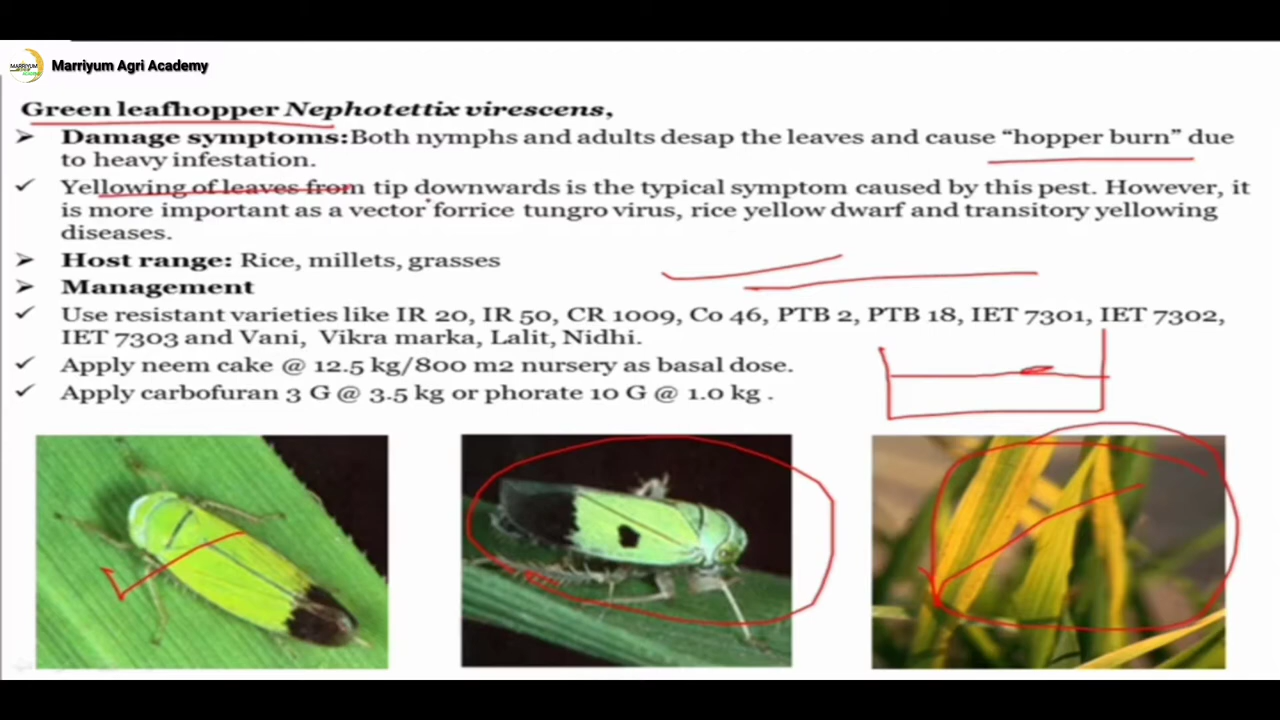 MARRIYUM
Marriyum Agri Academy
Green leafhopper Nephotettix virescens,
➢ Damage symptoms:Both nymphs and adults desap the leaves and cause “hopper burn” due
to heavy infestation.
✓ Yellowing of leaves from tip downwards is the typical symptom caused by this pest. However, it
is more important as a vector forrice tungro virus, rice yellow dwarf and transitory yellowing
diseases.
➢ Host range: Rice, millets, grasses
➢ Management
✓ Use resistant varieties like IR 20, IR 50, CR 1009, Co 46, PTB 2, PTB 18, IET 7301, IET 7302,
IET 7303 and Vani, Vikra marka, Lalit, Nidhi.
✓ Apply neem cake @ 12.5 kg/800 m2 nursery as basal dose.
✓ Apply carbofuran 3 G @ 3.5 kg or phorate 10 G @ 1.0 kg .